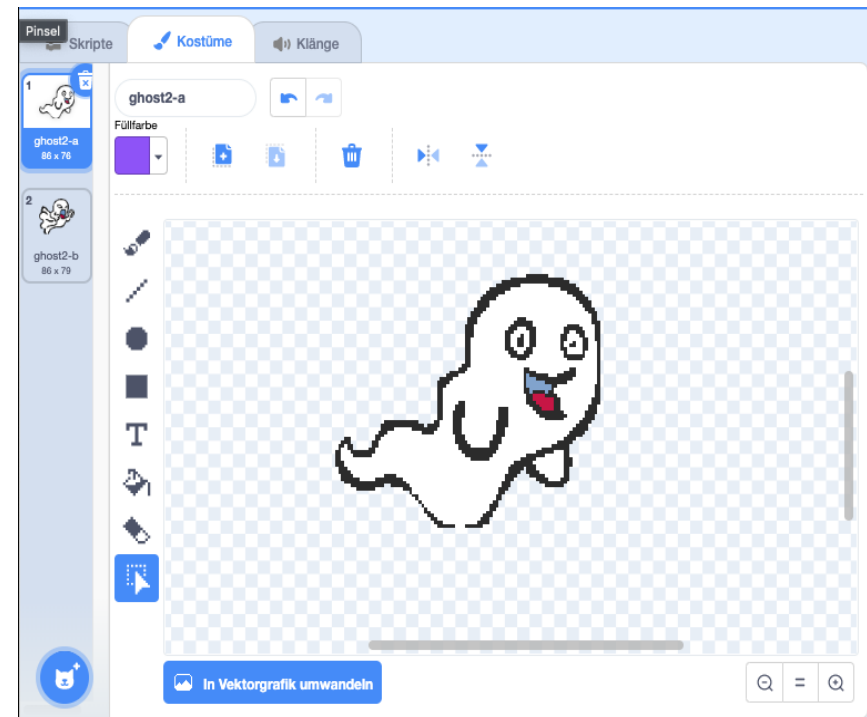 Pinsel
Skripte
Kostüme
Klänge
1
ghost2-a
86 x 76
2
ghost2-b
86 x 79
ghost2-a
Füllfarbe
T
In Vektorgrafik umwandeln